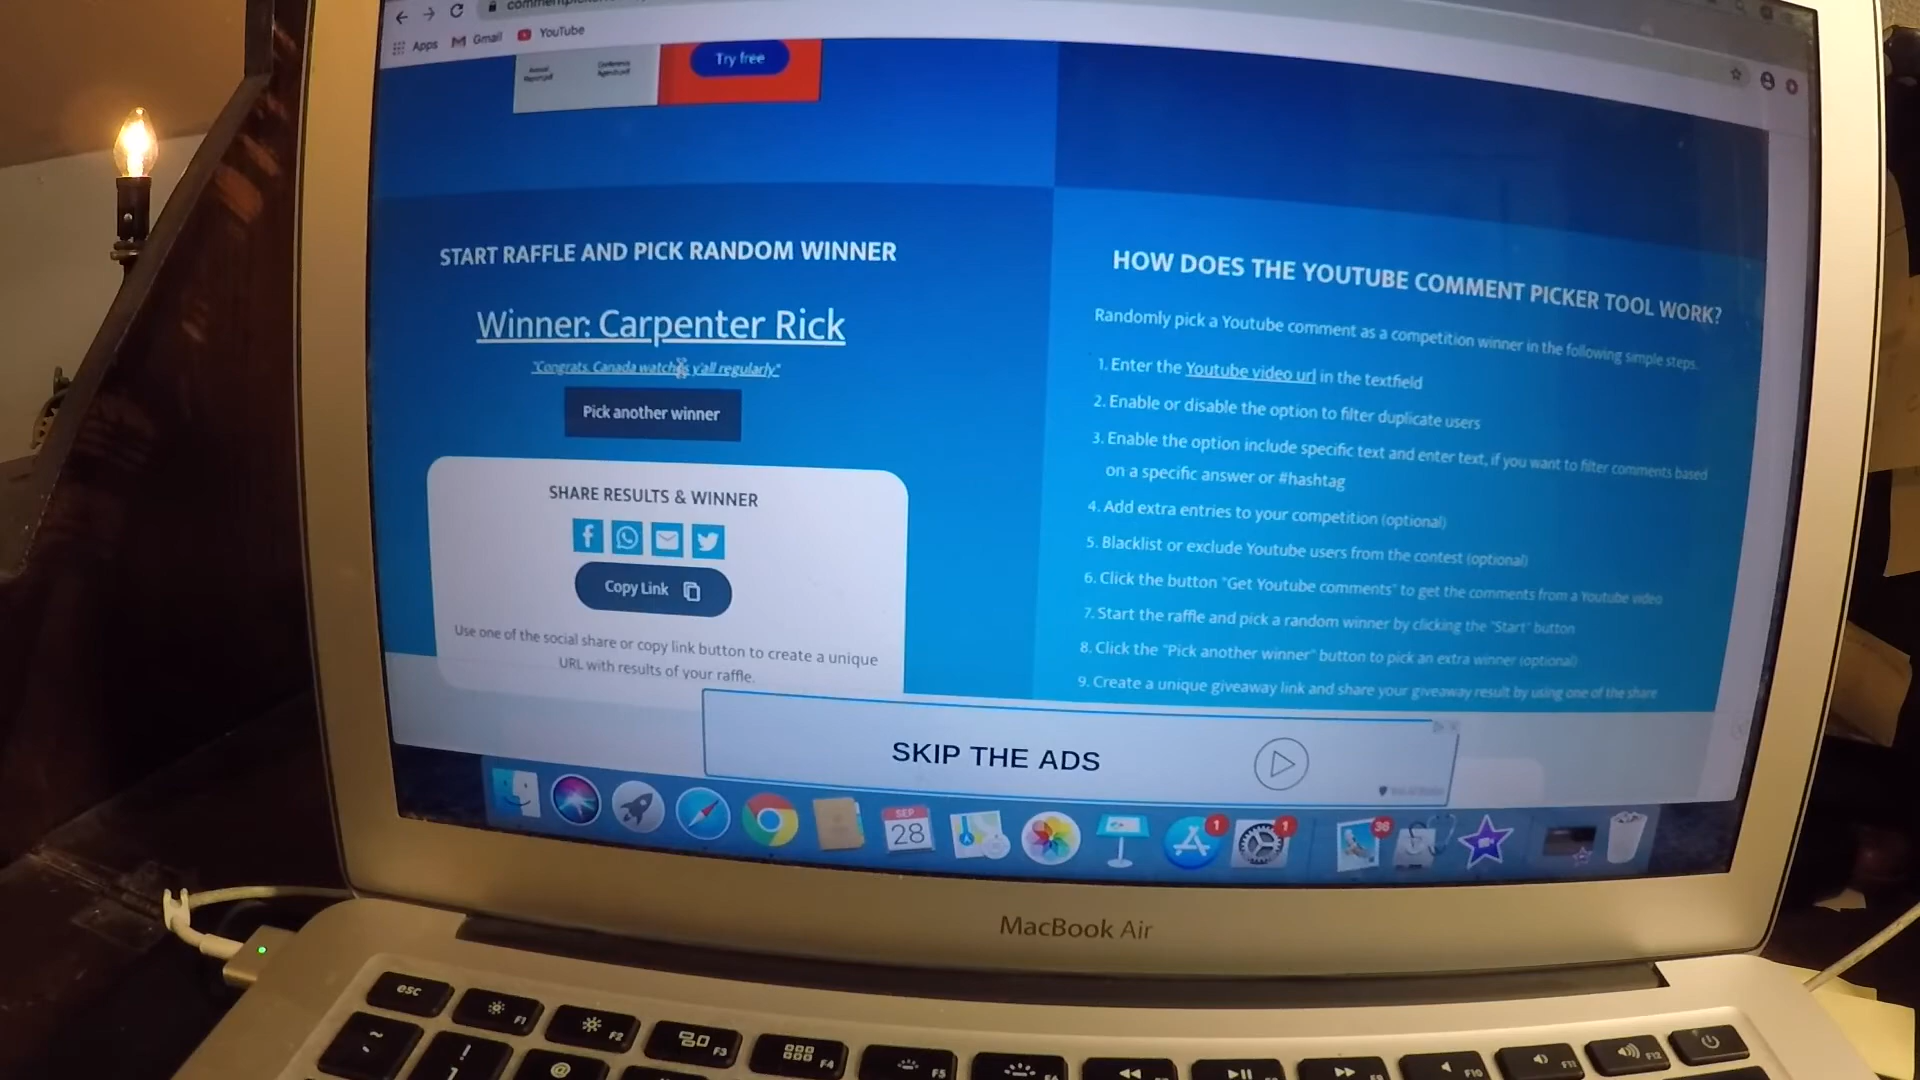 Apps Gmail YouTube
Try free
START RAFFLE AND PICK RANDOM WINNER
Winner: Carpenter Rick
"Congrats. Canada watches y'all regularly"
Pick another winner
SHARE RESULTS & WINNER
Copy Link
Use one of the social share or copy link button to create a unique
URL with results of your raffle.
HOW DOES THE YOUTUBE COMMENT PICKER TOOL WORK?
Randomly pick a Youtube comment as a competition winner in the following simple steps.
1. Enter the Youtube video url in the textfield
2. Enable or disable the option to filter duplicate users
3. Enable the option include specific text and enter text, if you want to filter comments based
on a specific answer or #hashtag
4. Add extra entries to your competition (optional)
5. Blacklist or exclude Youtube users from the contest (optional)
6. Click the button "Get Youtube comments" to get the comments from a Youtube video
7. Start the raffle and pick a random winner by clicking the "Start" button
8. Click the "Pick another winner" button to pick an extra winner (optional)
9. Create a unique giveaway link and share your giveaway result by using one of the share
SKIP THE ADS
SEP
28
1
1
36
MacBook Air
esc
F1
F2
F3
F4
F5
F10
F11
F12
~
!
1
@